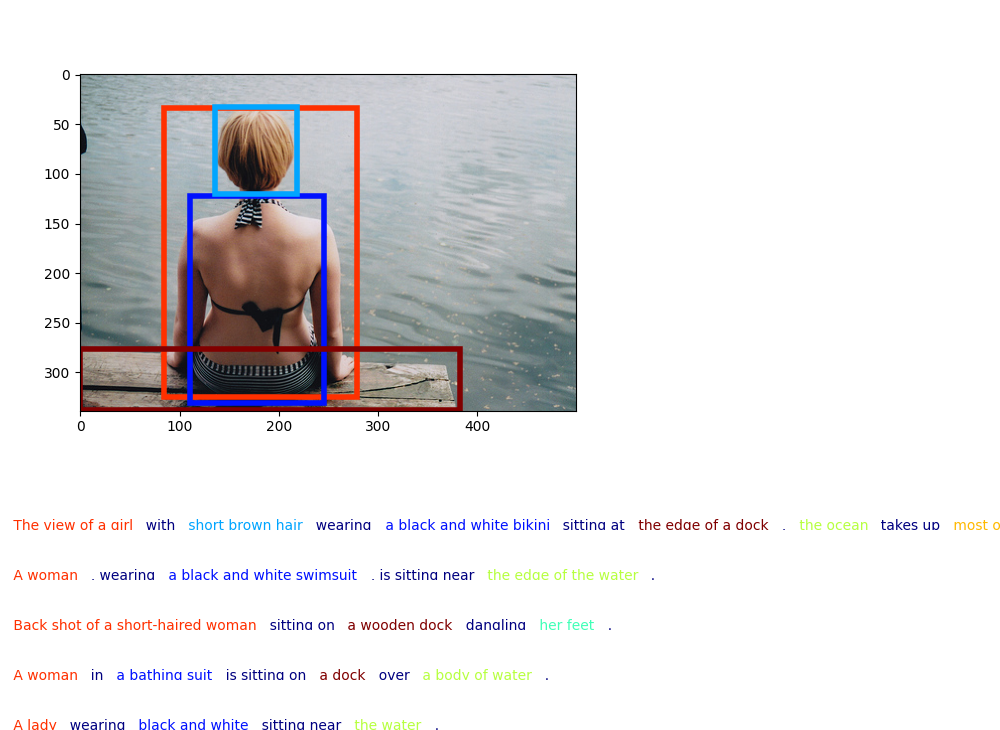 0
50
100
150
200
250
300
0 100 200 300 400
The view of a girl with short brown hair wearing a black and white bikini sitting at the edge of a dock . the ocean takes up most o
A woman , wearing a black and white swimsuit , is sitting near the edge of the water .
Back shot of a short-haired woman sitting on a wooden dock dangling her feet .
A woman in a bathing suit is sitting on a dock over a body of water .
A lady wearing black and white sitting near the water .